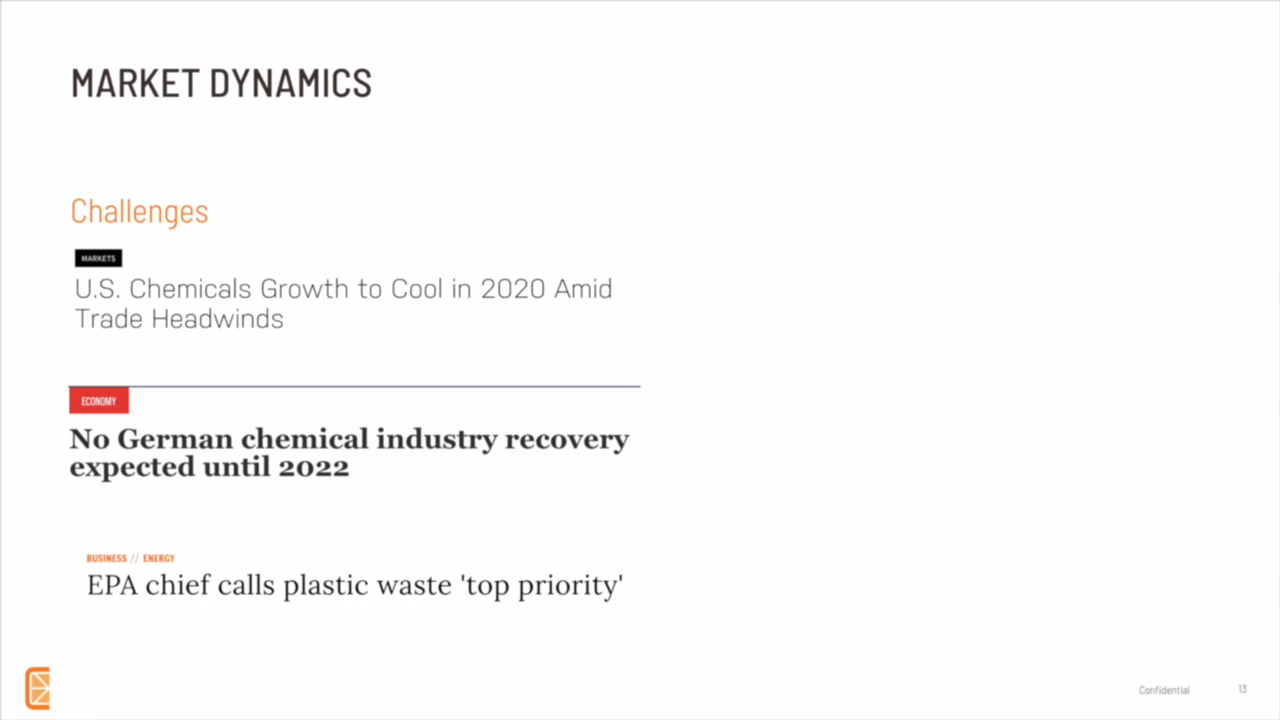 MARKET DYNAMICS
Challenges
MARKETS
U.S. Chemicals Growth to Cool in 2020 Amid
Trade Headwinds
ECONOMY
No German chemical industry recovery
expected until 2022
BUSINESS // ENERGY
EPA chief calls plastic waste 'top priority'
Confidential
13